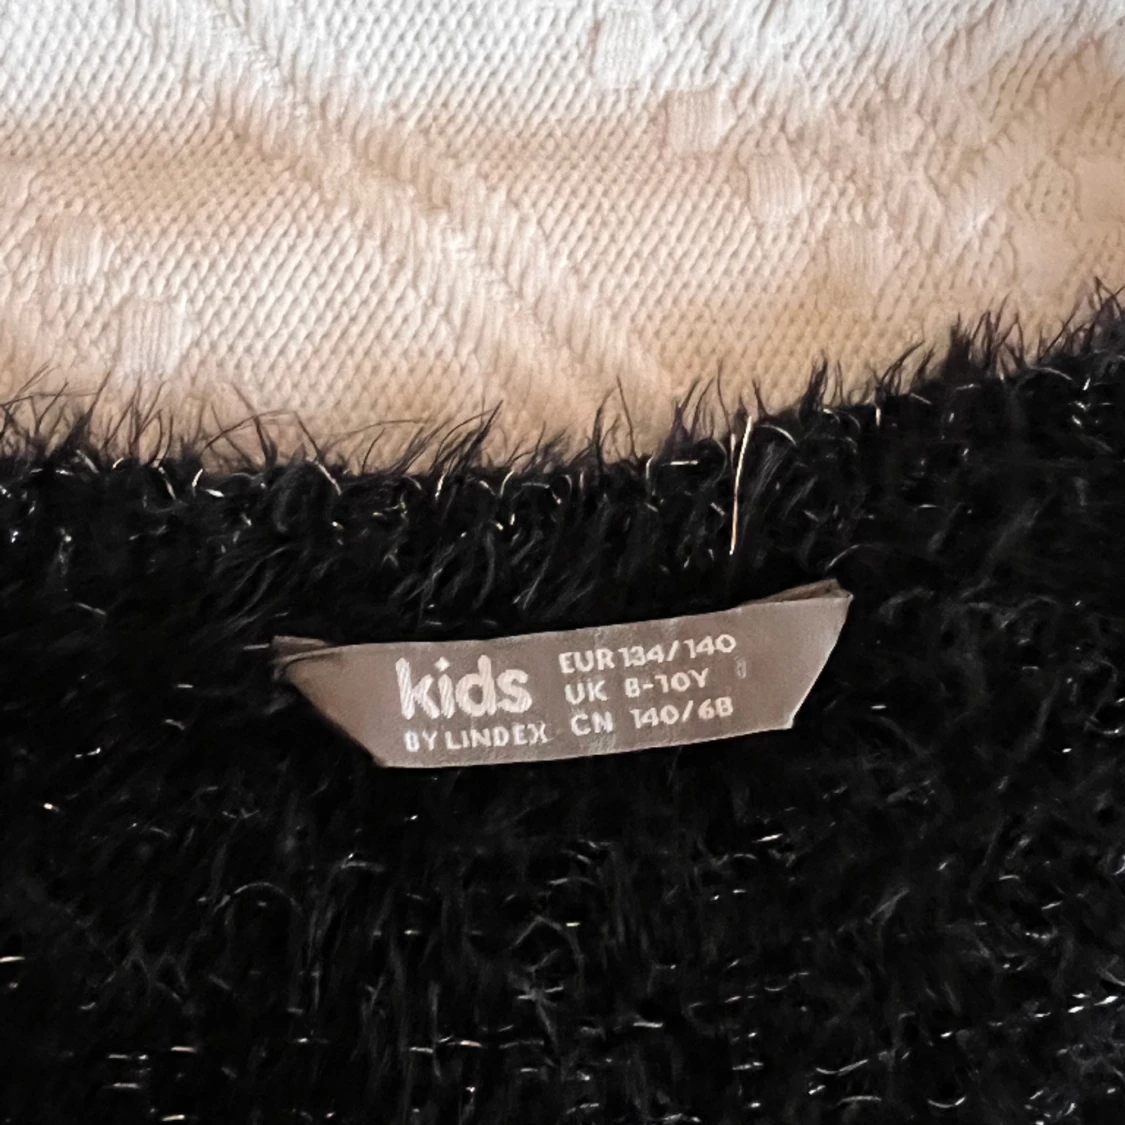 kids
BY LINDEX
EUR 134/140
UK 8-10Y
CN 140/68